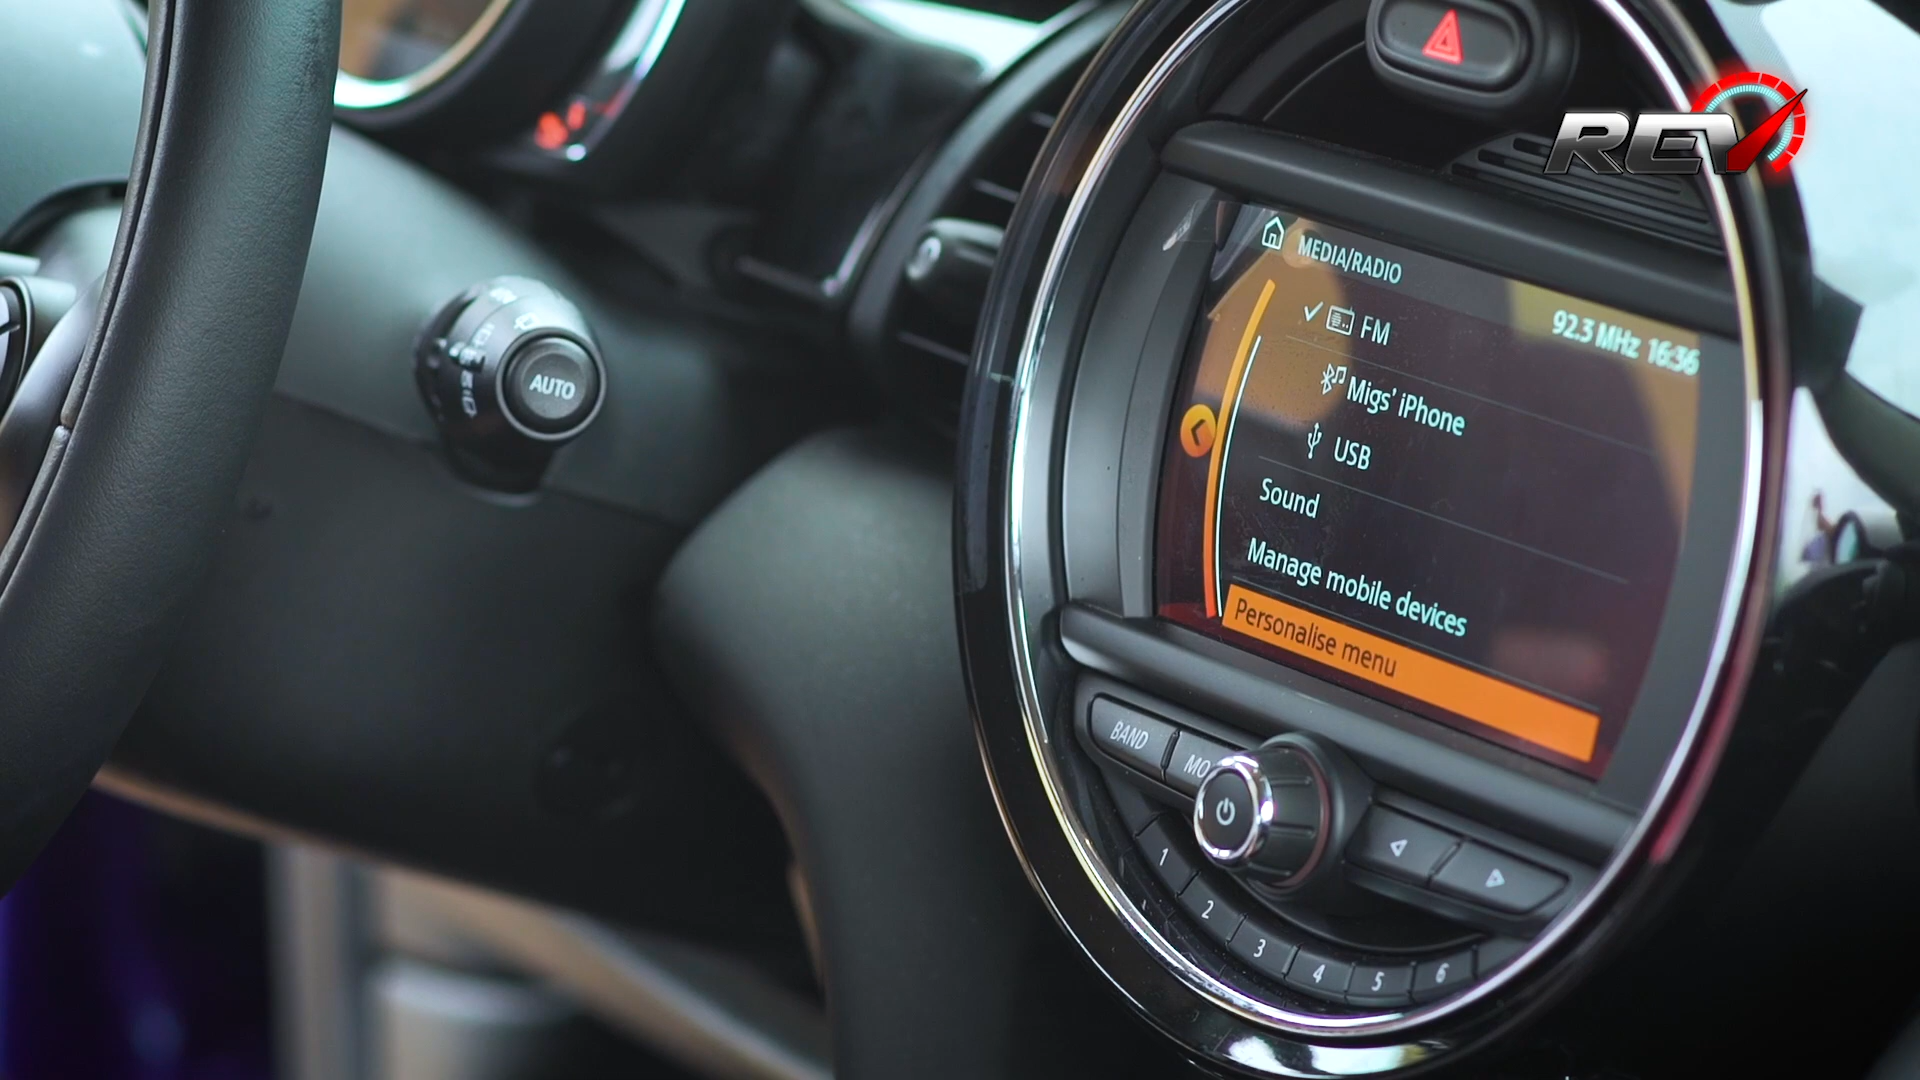 REV
MEDIA/RADIO
92.3 MHz 16:36
FM
Migs' iPhone
USB
Sound
Manage mobile devices
Personalise menu
AUTO
BAND
MO
1
2
3
4
5
6